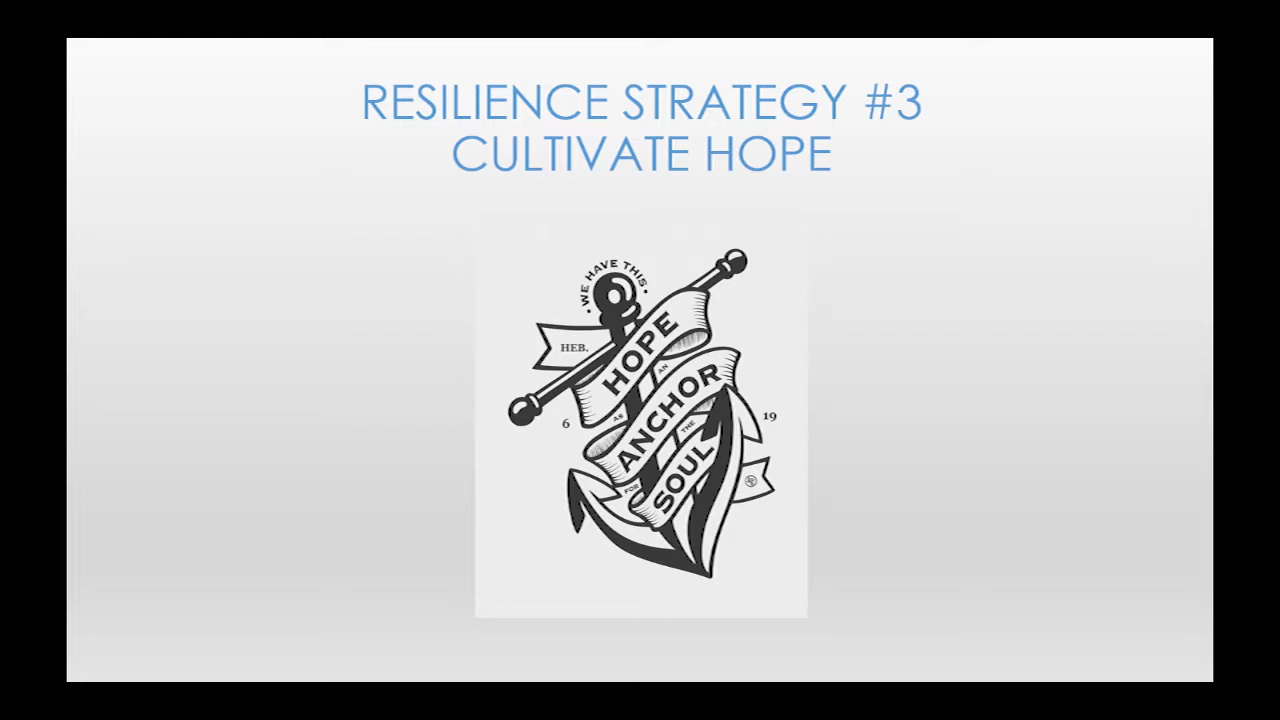 RESILIENCE STRATEGY #3
CULTIVATE HOPE
· WE HAVE THIS ·
HOPE
HEB.
AS AN
ANCHOR
6 19
FOR THE
SOUL